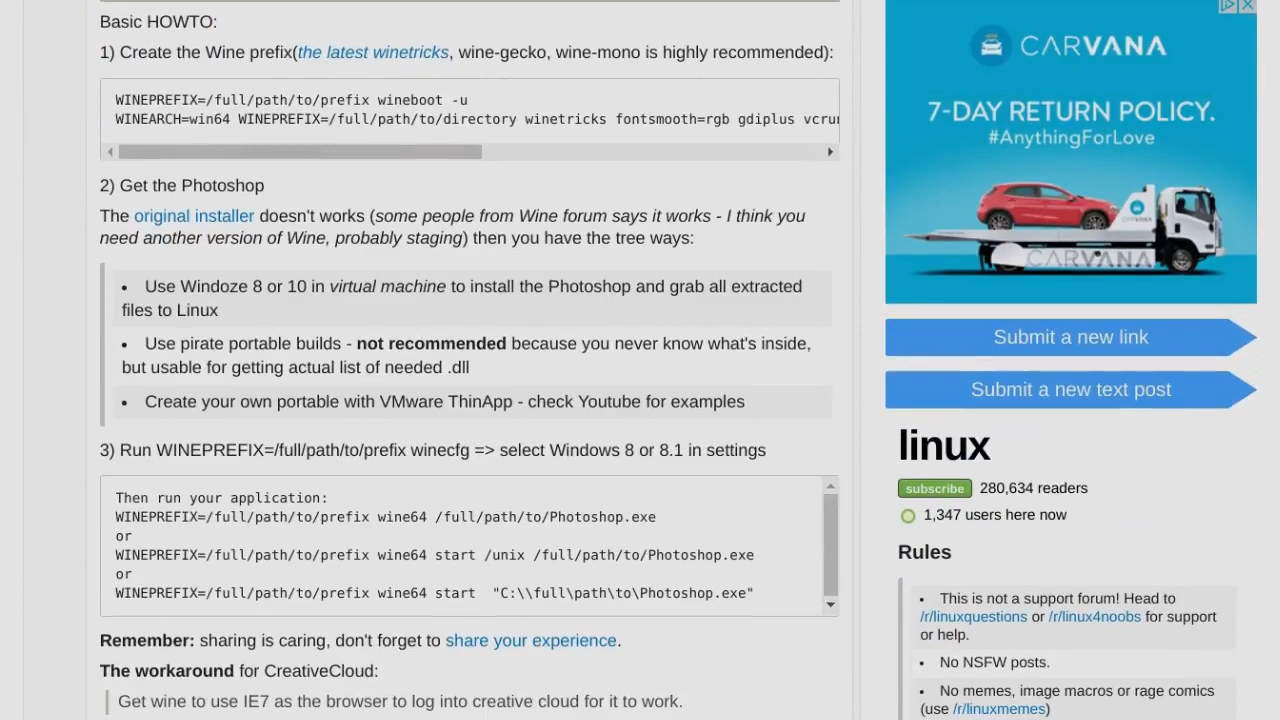 Basic HOWTO:
1) Create the Wine prefix(the latest winetricks, wine-gecko, wine-mono is highly recommended):
WINEPREFIX=/full/path/to/prefix wineboot -u
WINEARCH=win64 WINEPREFIX=/full/path/to/directory winetricks fontsmooth=rgb gdiplus vcrun
2) Get the Photoshop
The original installer doesn't works (some people from Wine forum says it works - I think you
need another version of Wine, probably staging) then you have the tree ways:
• Use Windoze 8 or 10 in virtual machine to install the Photoshop and grab all extracted
files to Linux
• Use pirate portable builds - not recommended because you never know what's inside,
but usable for getting actual list of needed .dll
• Create your own portable with VMware ThinApp - check Youtube for examples
3) Run WINEPREFIX=/full/path/to/prefix winecfg => select Windows 8 or 8.1 in settings
Then run your application:
WINEPREFIX=/full/path/to/prefix wine64 /full/path/to/Photoshop.exe
or
WINEPREFIX=/full/path/to/prefix wine64 start /unix /full/path/to/Photoshop.exe
or
WINEPREFIX=/full/path/to/prefix wine64 start  "C:\\full\path\to\Photoshop.exe"
Remember: sharing is caring, don't forget to share your experience.
The workaround for CreativeCloud:
Get wine to use IE7 as the browser to log into creative cloud for it to work.
CARVANA
7-DAY RETURN POLICY.
#AnythingForLove
CARVANA
CARVANA
Submit a new link
Submit a new text post
linux
subscribe 280,634 readers
1,347 users here now
Rules
• This is not a support forum! Head to
/r/linuxquestions or /r/linux4noobs for support
or help.
• No NSFW posts.
• No memes, image macros or rage comics
(use /r/linuxmemes)